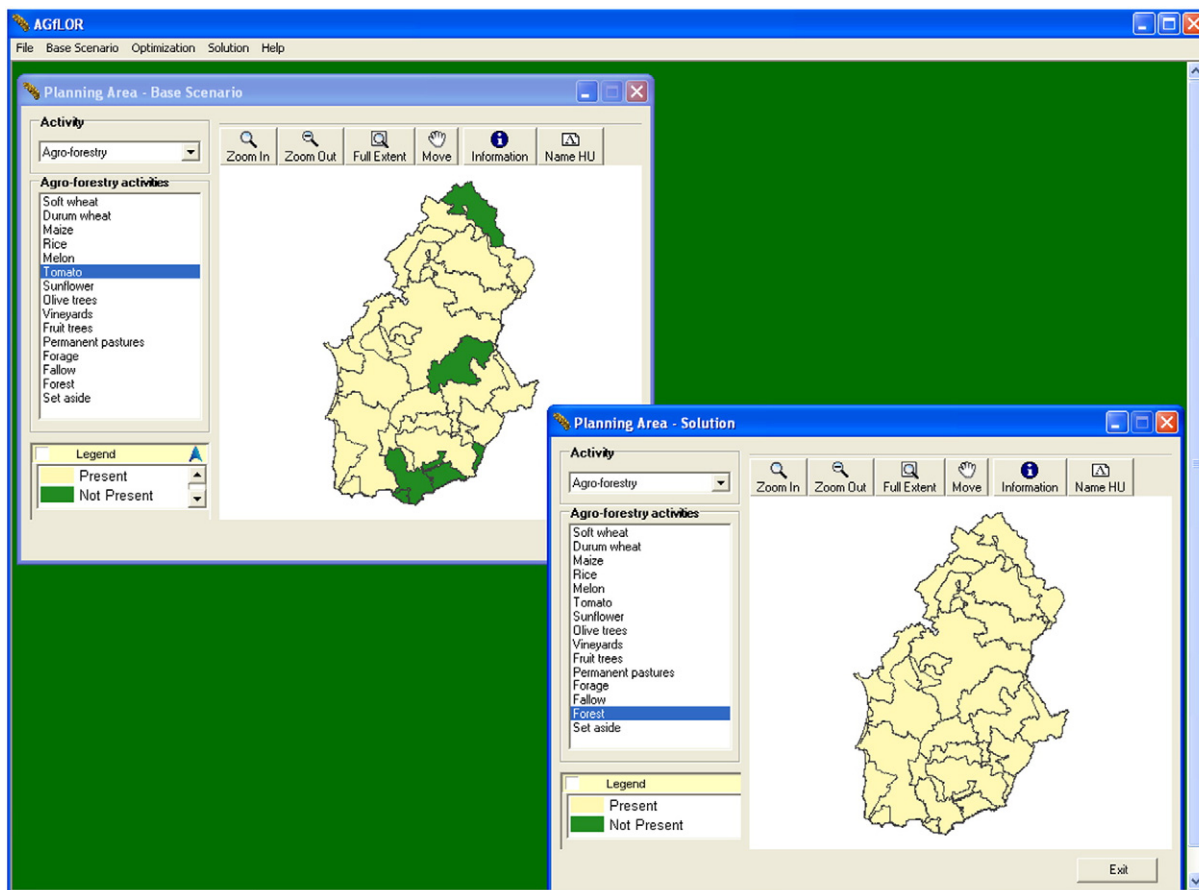 AGfLOR
File Base Scenario Optimization Solution Help
Planning Area - Base Scenario
Activity
Agro-forestry
Zoom In Zoom Out Full Extent Move Information Name HU
Agro-forestry activities
Soft wheat
Durum wheat
Maize
Rice
Melon
Tomato
Sunflower
Olive trees
Vineyards
Fruit trees
Permanent pastures
Forage
Fallow
Forest
Set aside
Legend
Present
Not Present
Planning Area - Solution
Activity
Agro-forestry
Zoom In Zoom Out Full Extent Move Information Name HU
Agro-forestry activities
Soft wheat
Durum wheat
Maize
Rice
Melon
Tomato
Sunflower
Olive trees
Vineyards
Fruit trees
Permanent pastures
Forage
Fallow
Forest
Set aside
Legend
Present
Not Present
Exit